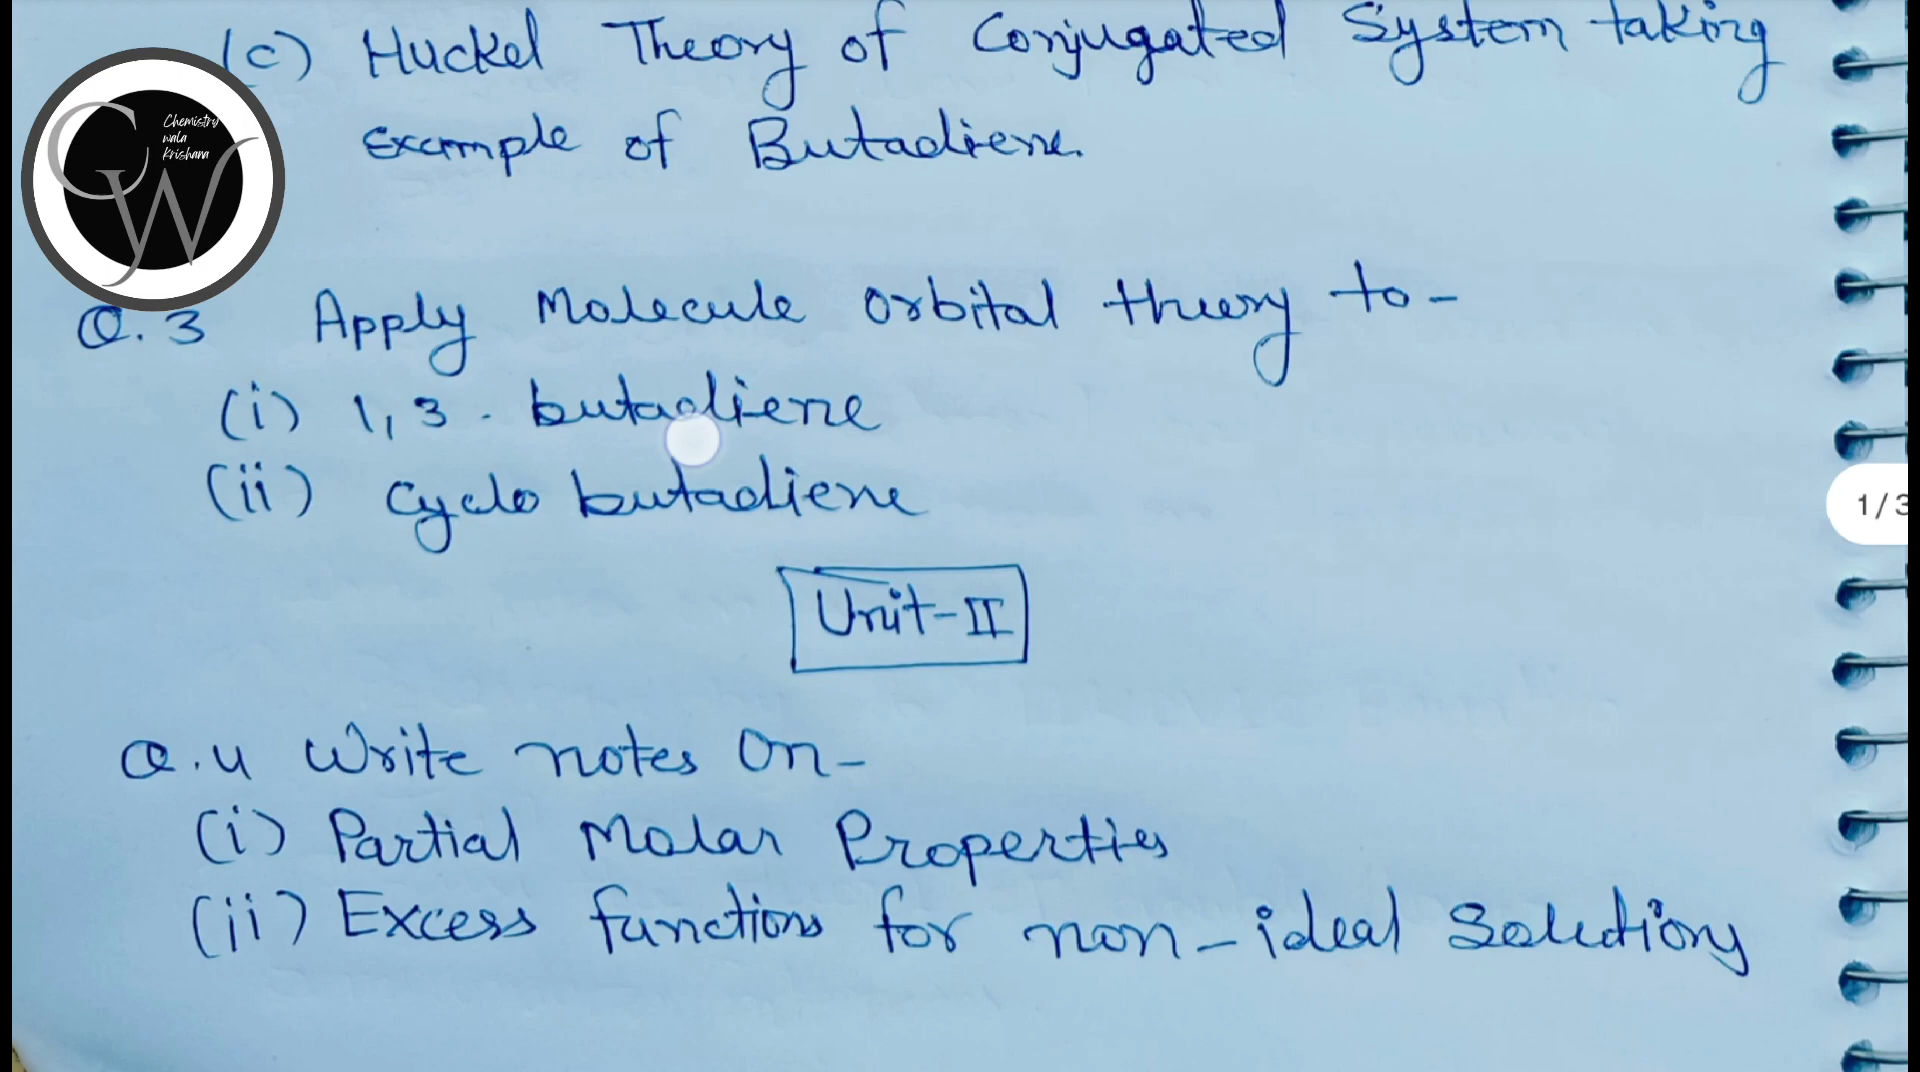 (c) Huckel Theory of Conjugated System taking
example of Butadiene.
Chemistry
wala
Krishana
CW
Q.3 Apply Molecule orbital theory to-
(i) 1,3 - butadiene
(ii) Cyclo butadiene
Unit-II
1/3
Q.4 Write notes on-
(i) Partial Molar Properties
(ii) Excess functions for non-ideal Solutions